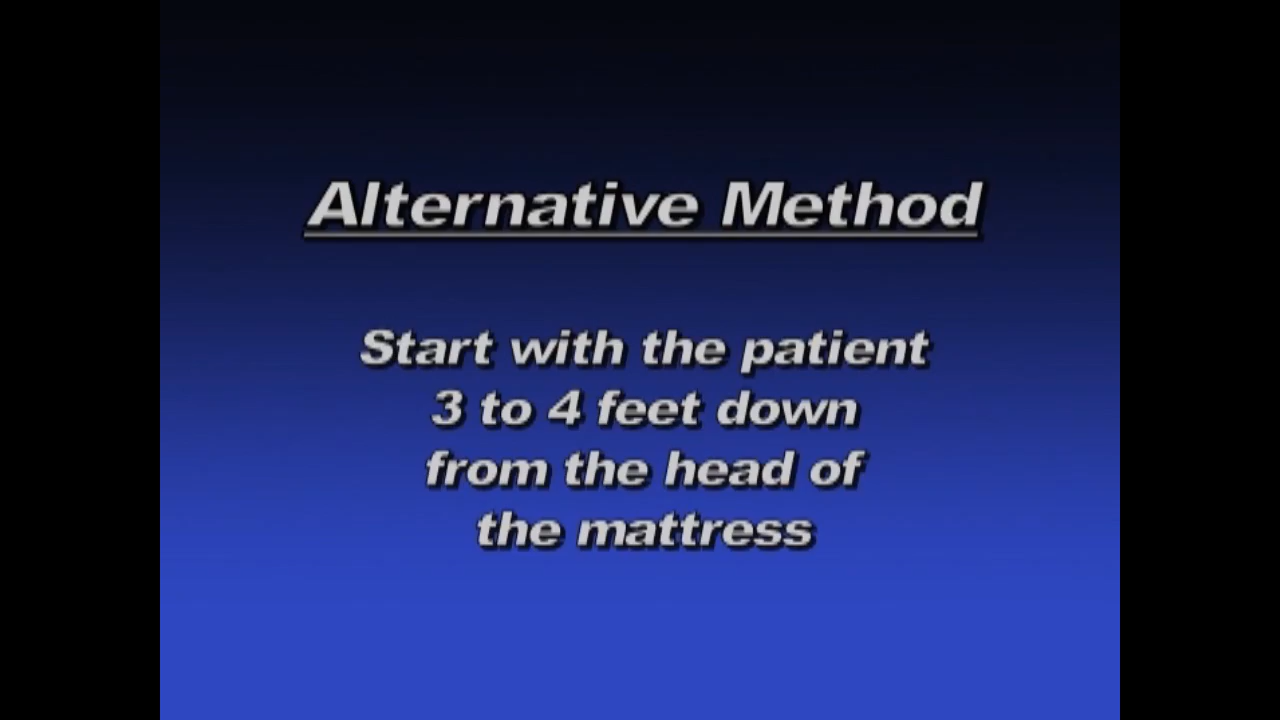 Alternative Method
Start with the patient
3 to 4 feet down
from the head of
the mattress